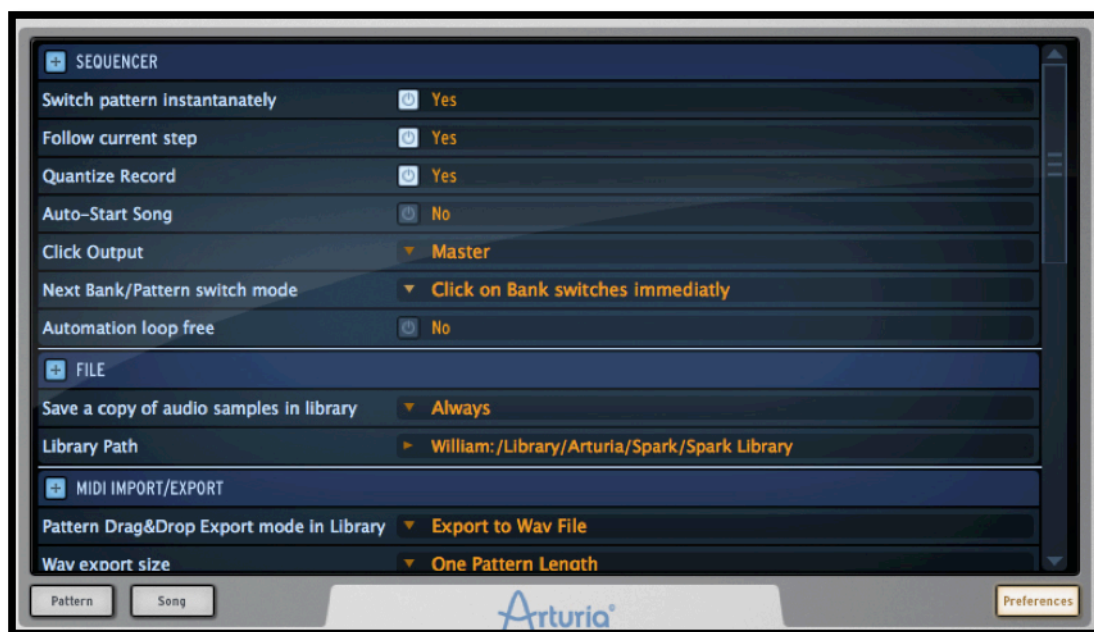 SEQUENCER
Switch pattern instantanately Yes
Follow current step Yes
Quantize Record Yes
Auto-Start Song No
Click Output Master
Next Bank/Pattern switch mode Click on Bank switches immediatly
Automation loop free No
FILE
Save a copy of audio samples in library Always
Library Path William:/Library/Arturia/Spark/Spark Library
MIDI IMPORT/EXPORT
Pattern Drag&Drop Export mode in Library Export to Wav File
Wav export size One Pattern Length
Pattern Song Arturia® Preferences